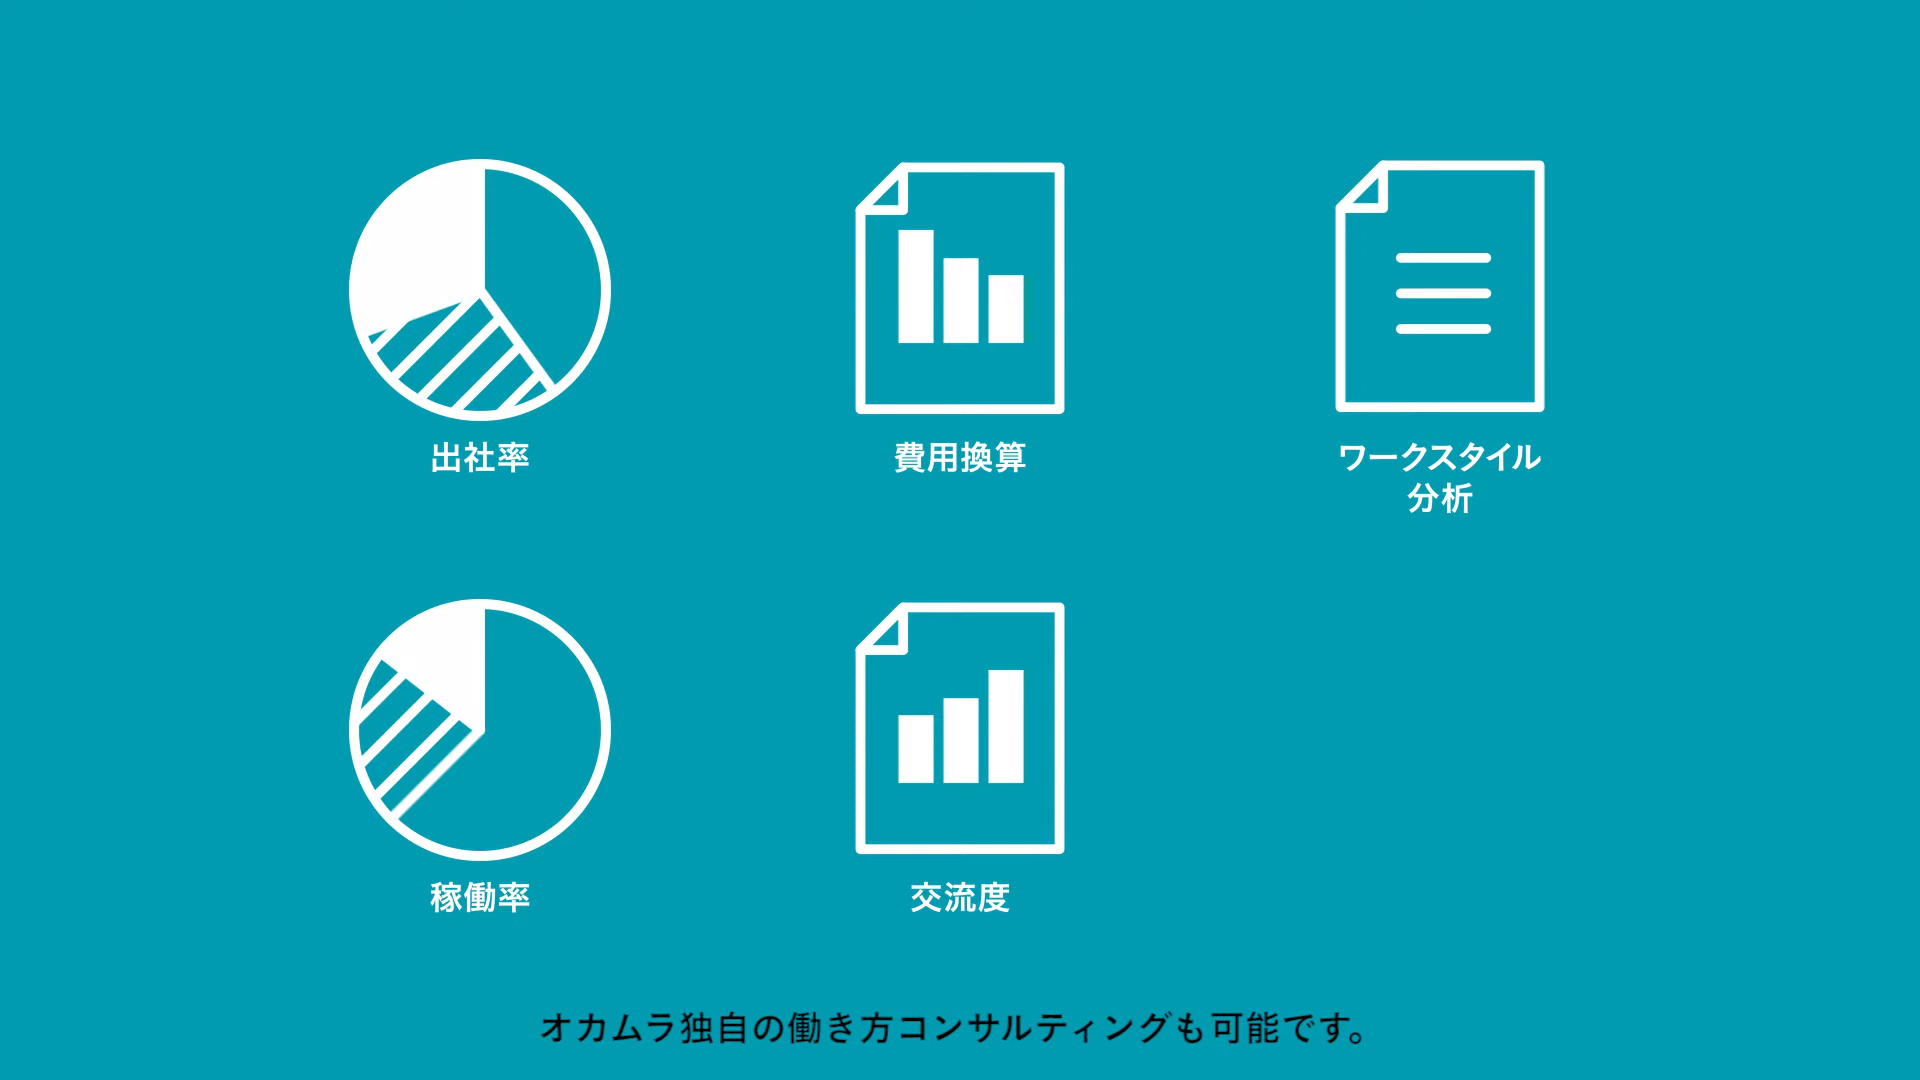 出社率
費用換算
ワークスタイル
分析
稼働率
交流度
オカムラ独自の働き方コンサルティングも可能です。